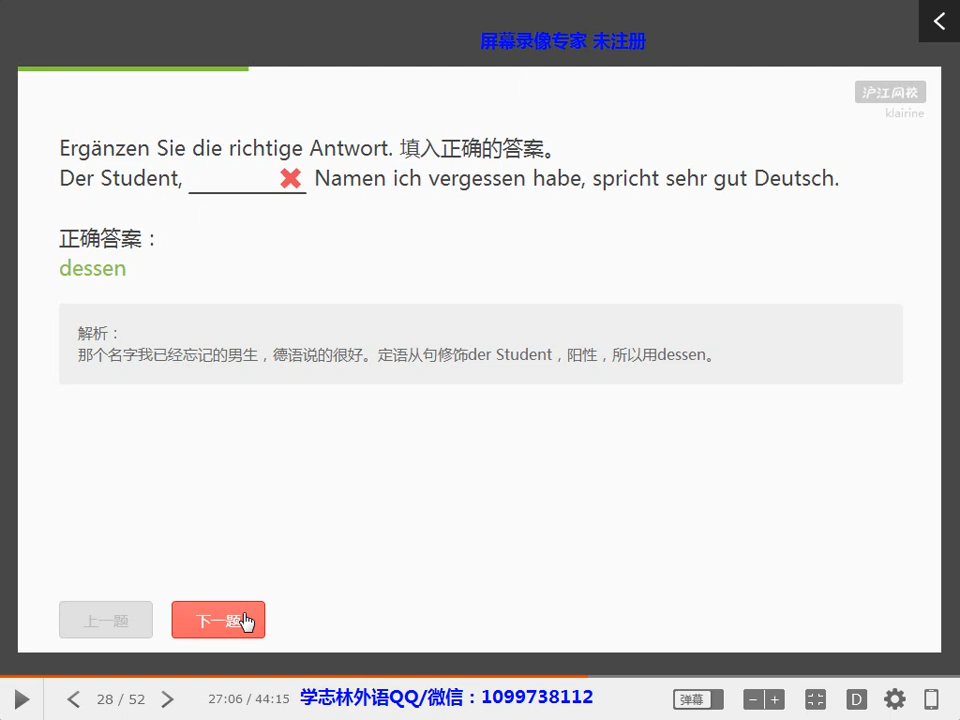 屏幕录像专家 未注册
沪江网校
klairine
Ergänzen Sie die richtige Antwort. 填入正确的答案。
Der Student, Namen ich vergessen habe, spricht sehr gut Deutsch.
正确答案：
dessen
解析：
那个名字我已经忘记的男生，德语说的很好。定语从句修饰der Student，阳性，所以用dessen。
上一题
下一题
28 / 52
27:06 / 44:15
学志林外语QQ/微信：1099738112
弹幕
D